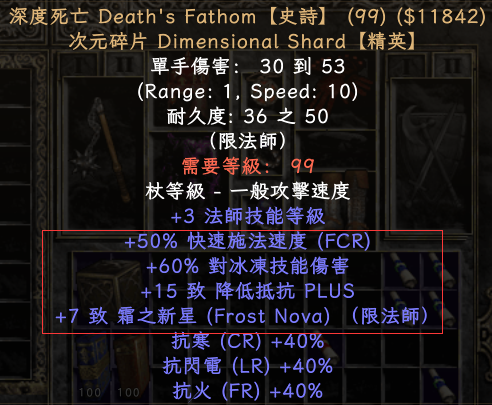 深度死亡 Death's Fathom【史詩】 (99) ($11842)
次元碎片 Dimensional Shard【精英】
單手傷害： 30 到 53
(Range: 1, Speed: 10)
耐久度: 36 之 50
(限法師)
需要等級： 99
杖等級 - 一般攻擊速度
+3 法師技能等級
+50% 快速施法速度 (FCR)
+60% 對冰凍技能傷害
+15 致 降低抵抗 PLUS
+7 致 霜之新星 (Frost Nova) （限法師）
抗寒 (CR) +40%
抗閃電 (LR) +40%
抗火 (FR) +40%
100 100